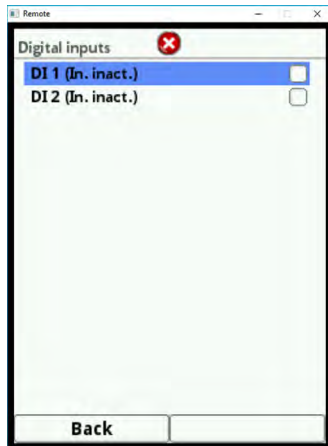 Remote
Digital inputs
DI 1 (In. inact.)
DI 2 (In. inact.)
Back